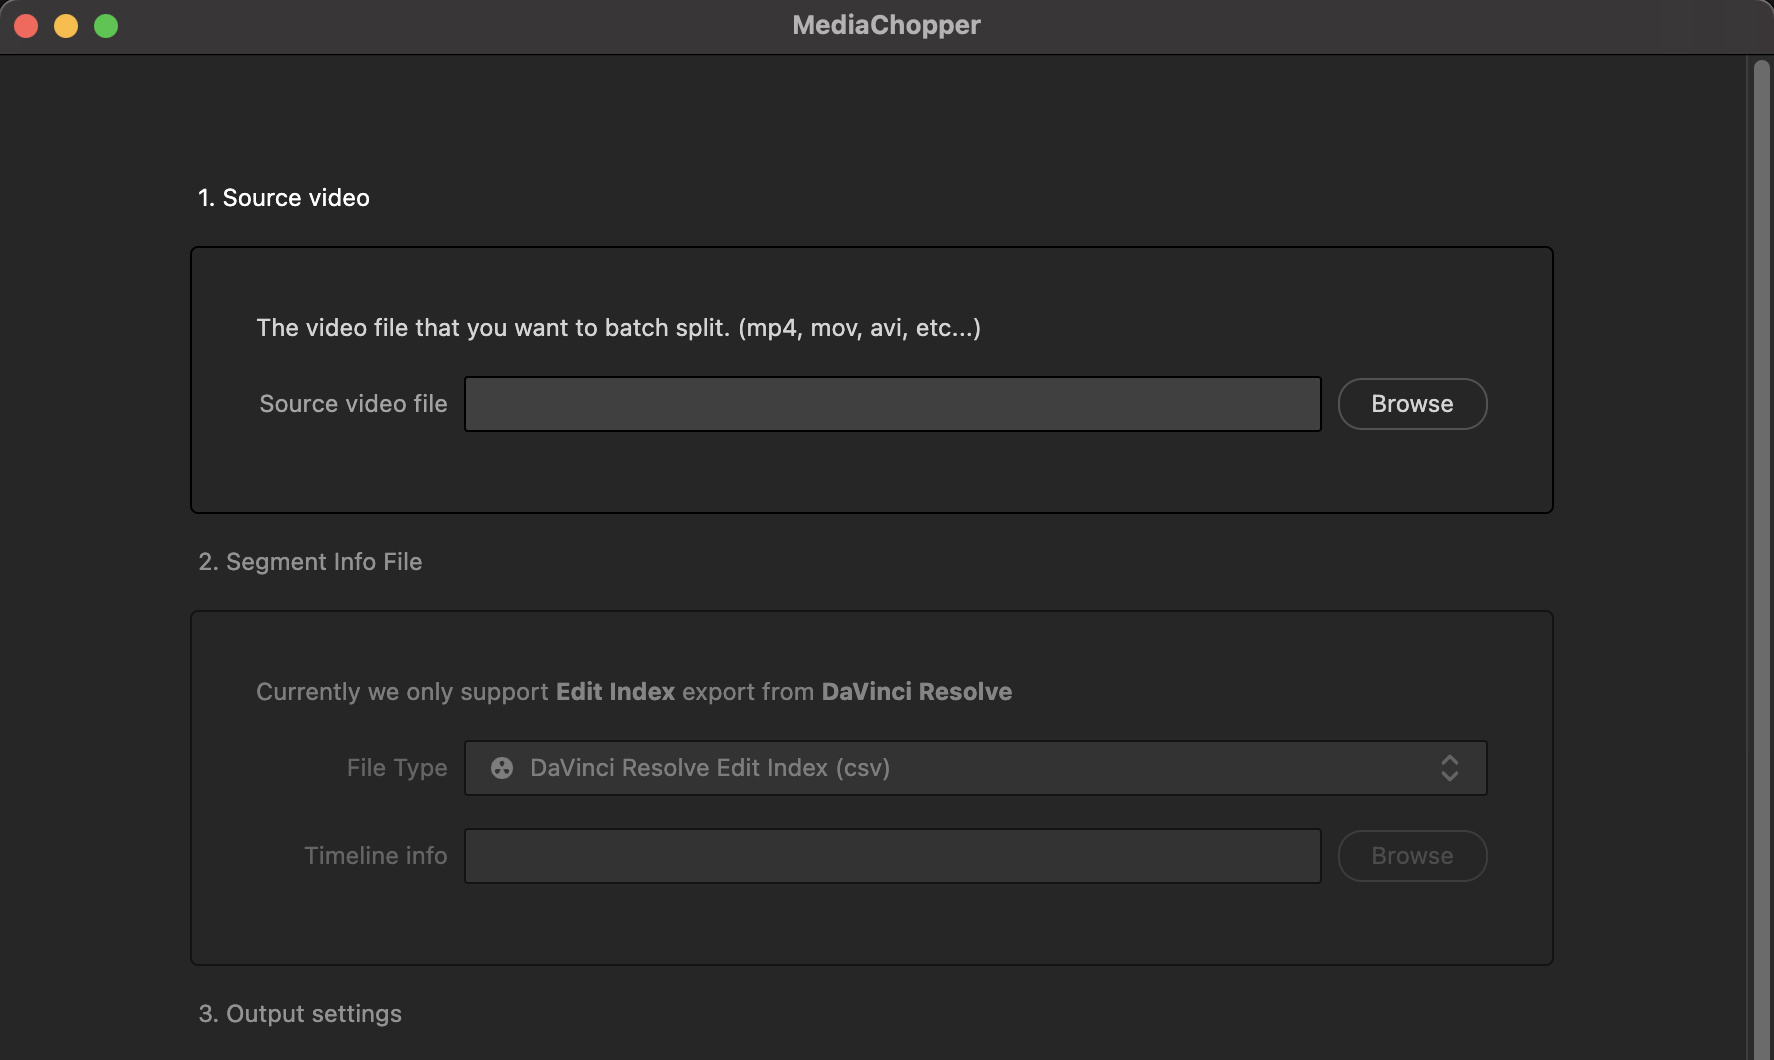 MediaChopper
1. Source video
The video file that you want to batch split. (mp4, mov, avi, etc...)
Source video file
Browse
2. Segment Info File
Currently we only support Edit Index export from DaVinci Resolve
File Type
DaVinci Resolve Edit Index (csv)
Timeline info
Browse
3. Output settings